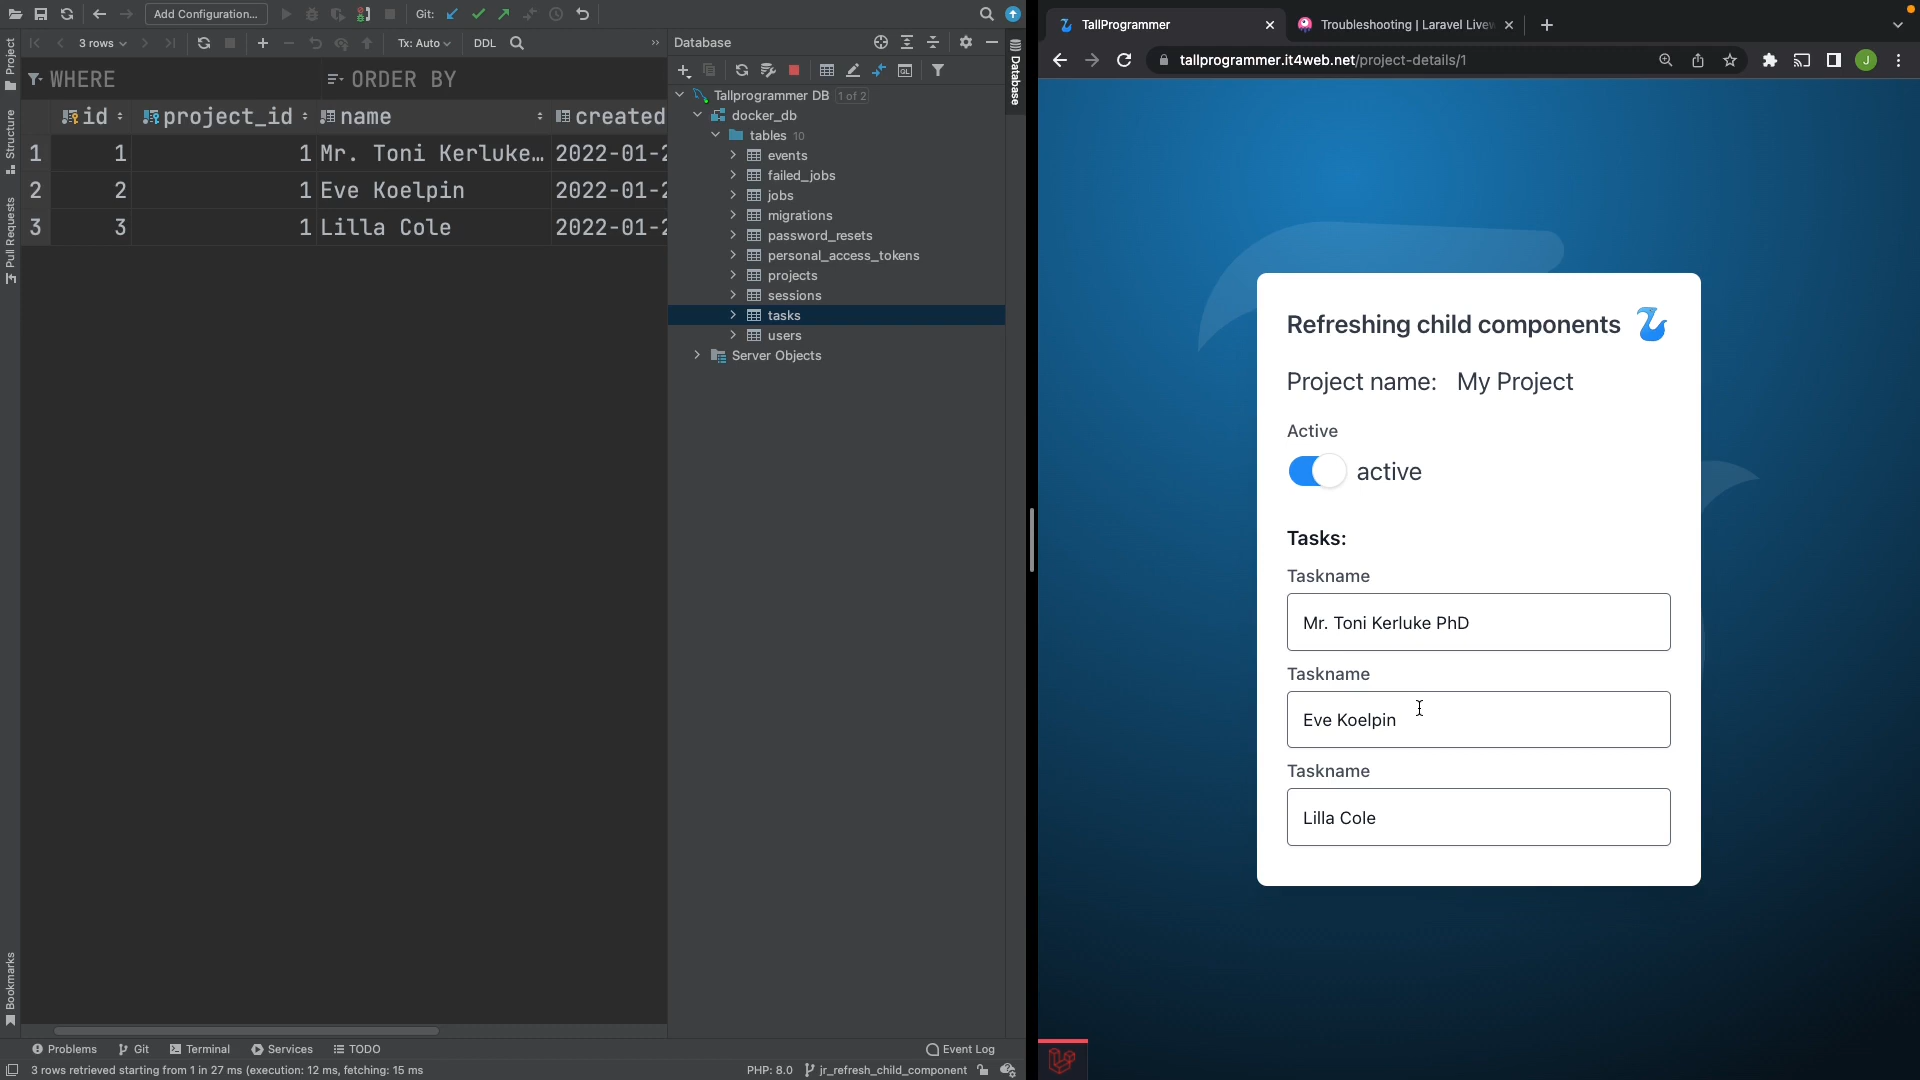 Add Configuration...
Git:
3 rows
Tx: Auto
DDL
WHERE
ORDER BY
id
project_id
name
created
1
1
1
Mr. Toni Kerluke…
2022-01-2
2
2
1
Eve Koelpin
2022-01-2
3
3
1
Lilla Cole
2022-01-2
Project
Structure
Pull Requests
Bookmarks
Database
Database
Tallprogrammer DB
1 of 2
docker_db
tables 10
events
failed_jobs
jobs
migrations
password_resets
personal_access_tokens
projects
sessions
tasks
users
Server Objects
Problems
Git
Terminal
Services
TODO
Event Log
3 rows retrieved starting from 1 in 27 ms (execution: 12 ms, fetching: 15 ms
PHP: 8.0
jr_refresh_child_component
TallProgrammer
Troubleshooting | Laravel Livew
tallprogrammer.it4web.net/project-details/1
J
Refreshing child components
Project name: My Project
Active
active
Tasks:
Taskname
Mr. Toni Kerluke PhD
Taskname
Eve Koelpin
Taskname
Lilla Cole